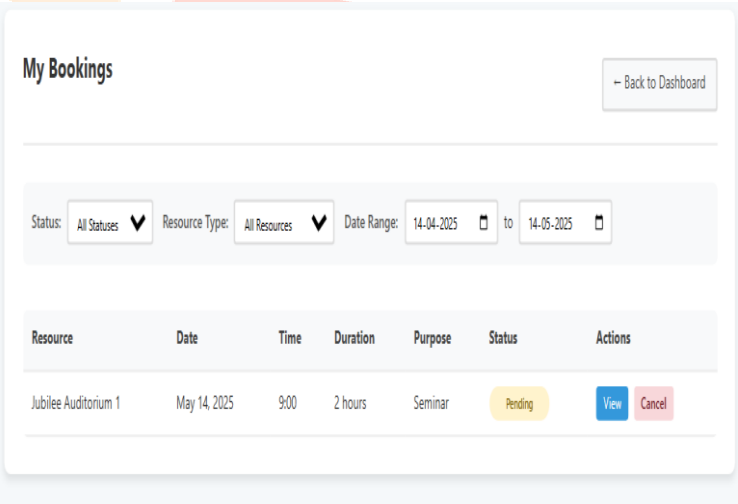 My Bookings
← Back to Dashboard
Status: All Statuses Resource Type: All Resources Date Range: 14-04-2025 to 14-05-2025
Resource Date Time Duration Purpose Status Actions
Jubilee Auditorium 1 May 14, 2025 9:00 2 hours Seminar Pending View Cancel